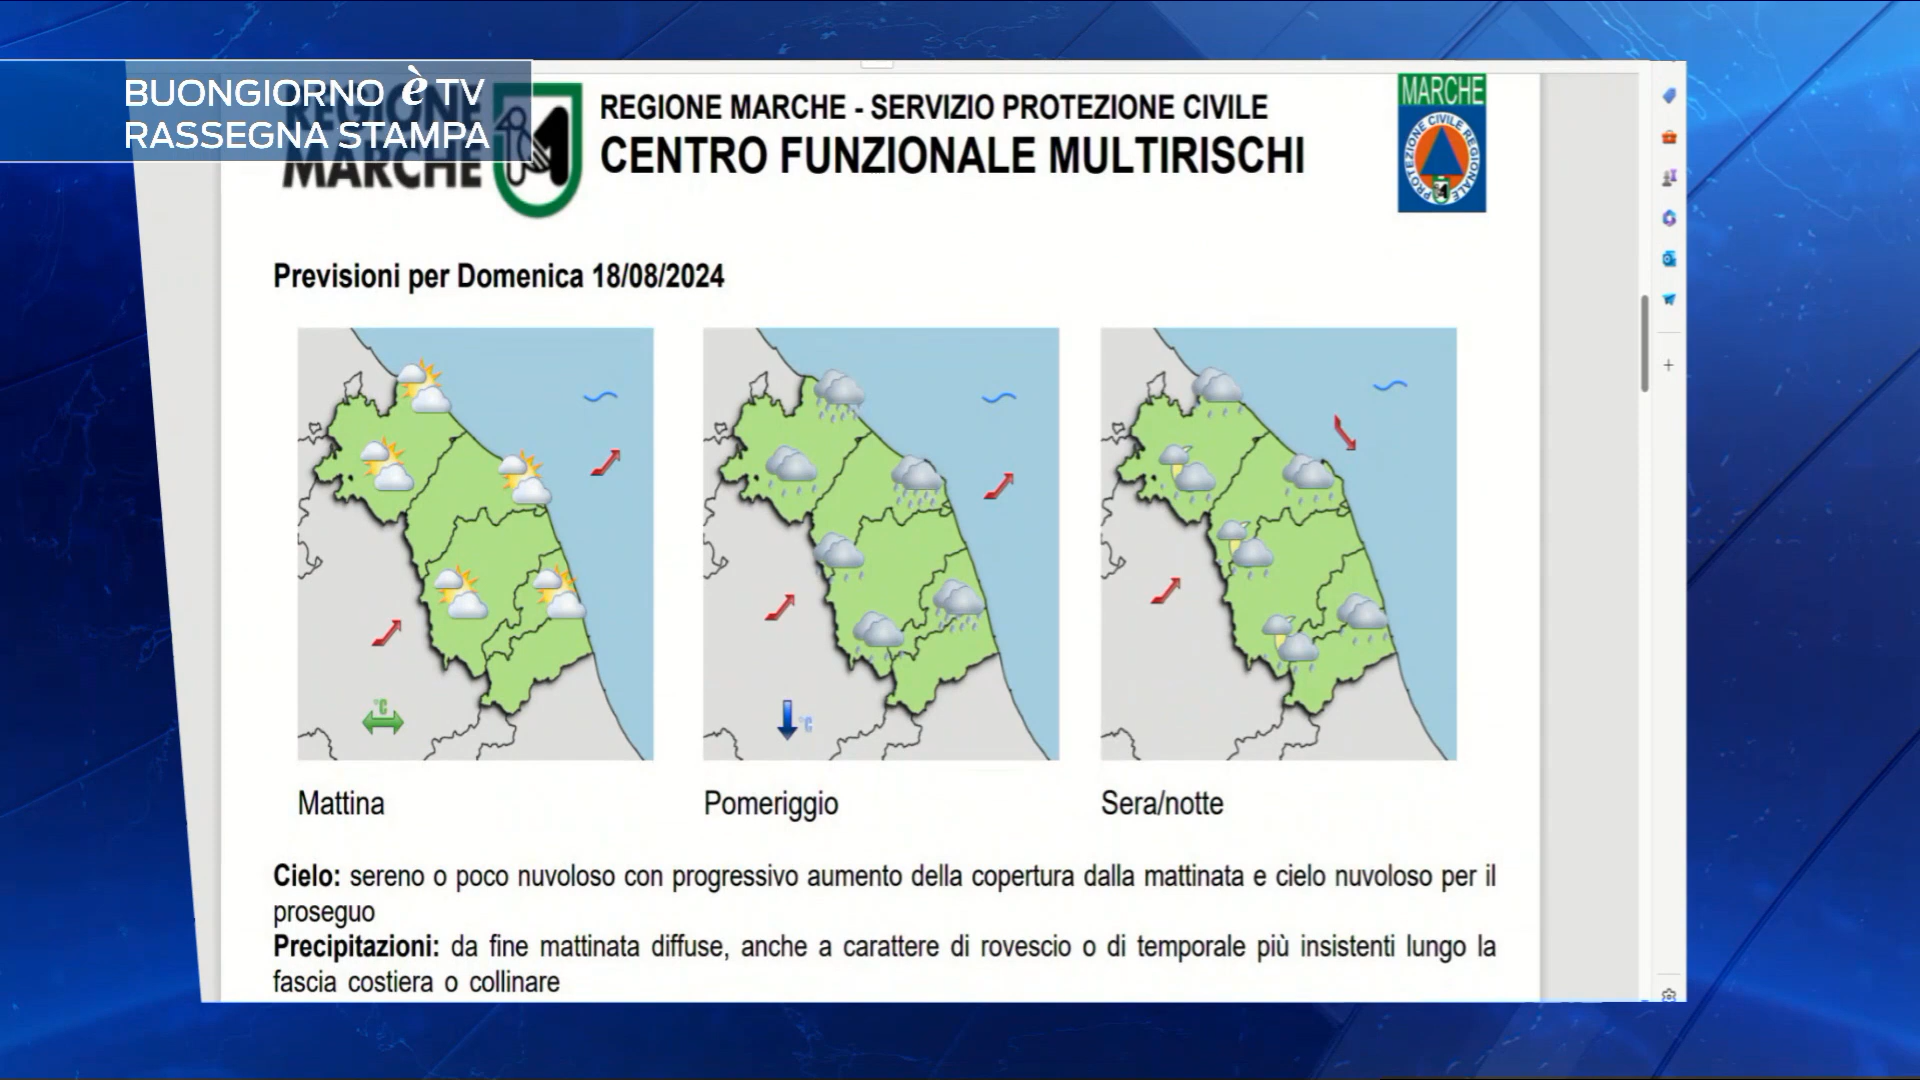 BUONGIORNO è TV
RASSEGNA STAMPA
REGIONE
MARCHE
REGIONE MARCHE - SERVIZIO PROTEZIONE CIVILE
CENTRO FUNZIONALE MULTIRISCHI
MARCHE
PROTEZIONE CIVILE REGIONALE
Previsioni per Domenica 18/08/2024
°C
°C
Mattina
Pomeriggio
Sera/notte
Cielo: sereno o poco nuvoloso con progressivo aumento della copertura dalla mattinata e cielo nuvoloso per il
proseguo
Precipitazioni: da fine mattinata diffuse, anche a carattere di rovescio o di temporale più insistenti lungo la
fascia costiera o collinare